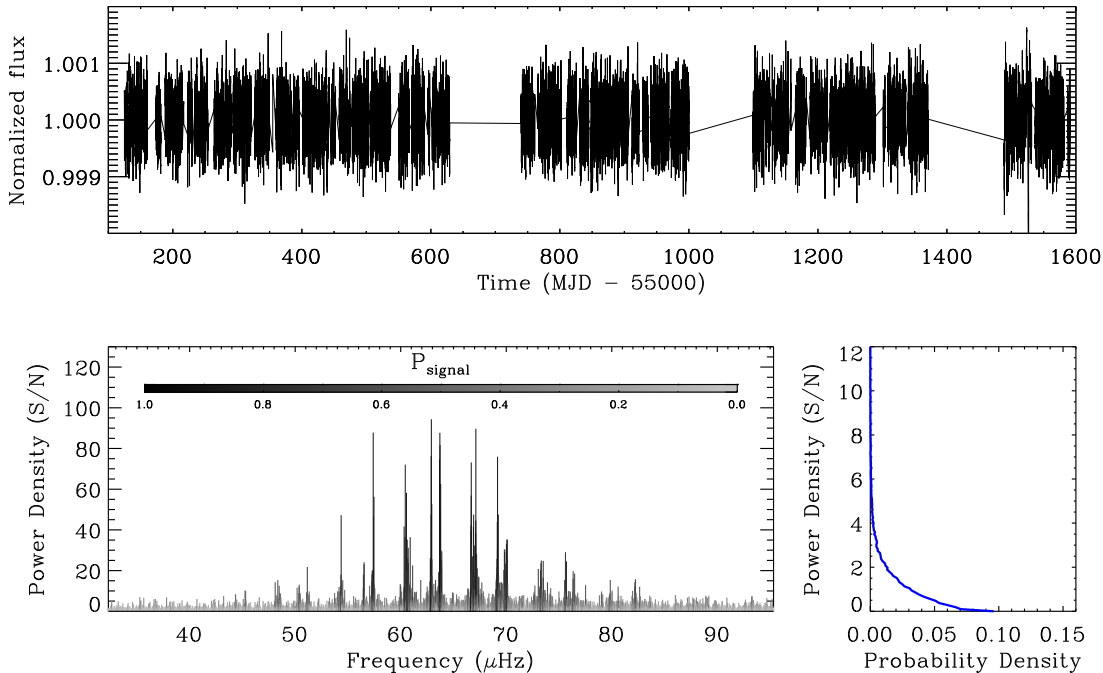 Nomalized flux
1.001
1.000
0.999
200 400 600 800 1000 1200 1400 1600
Time (MJD − 55000)
Power Density (S/N)
120
100
80
60
40
20
0
P_signal
1.0 0.8 0.6 0.4 0.2 0.0
40 50 60 70 80 90
Frequency (μHz)
Power Density (S/N)
12
10
8
6
4
2
0
0.00 0.05 0.10 0.15
Probability Density